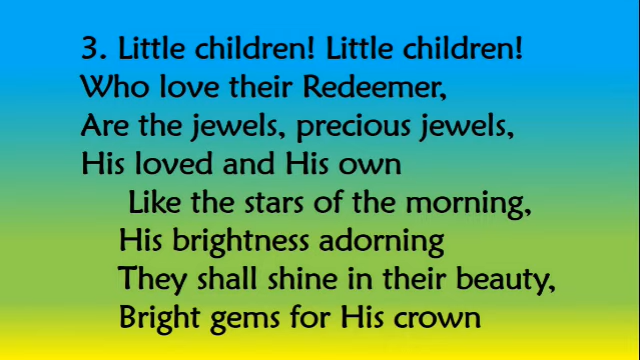 3. Little children! Little children!
Who love their Redeemer,
Are the jewels, precious jewels,
His loved and His own
Like the stars of the morning,
His brightness adorning
They shall shine in their beauty,
Bright gems for His crown